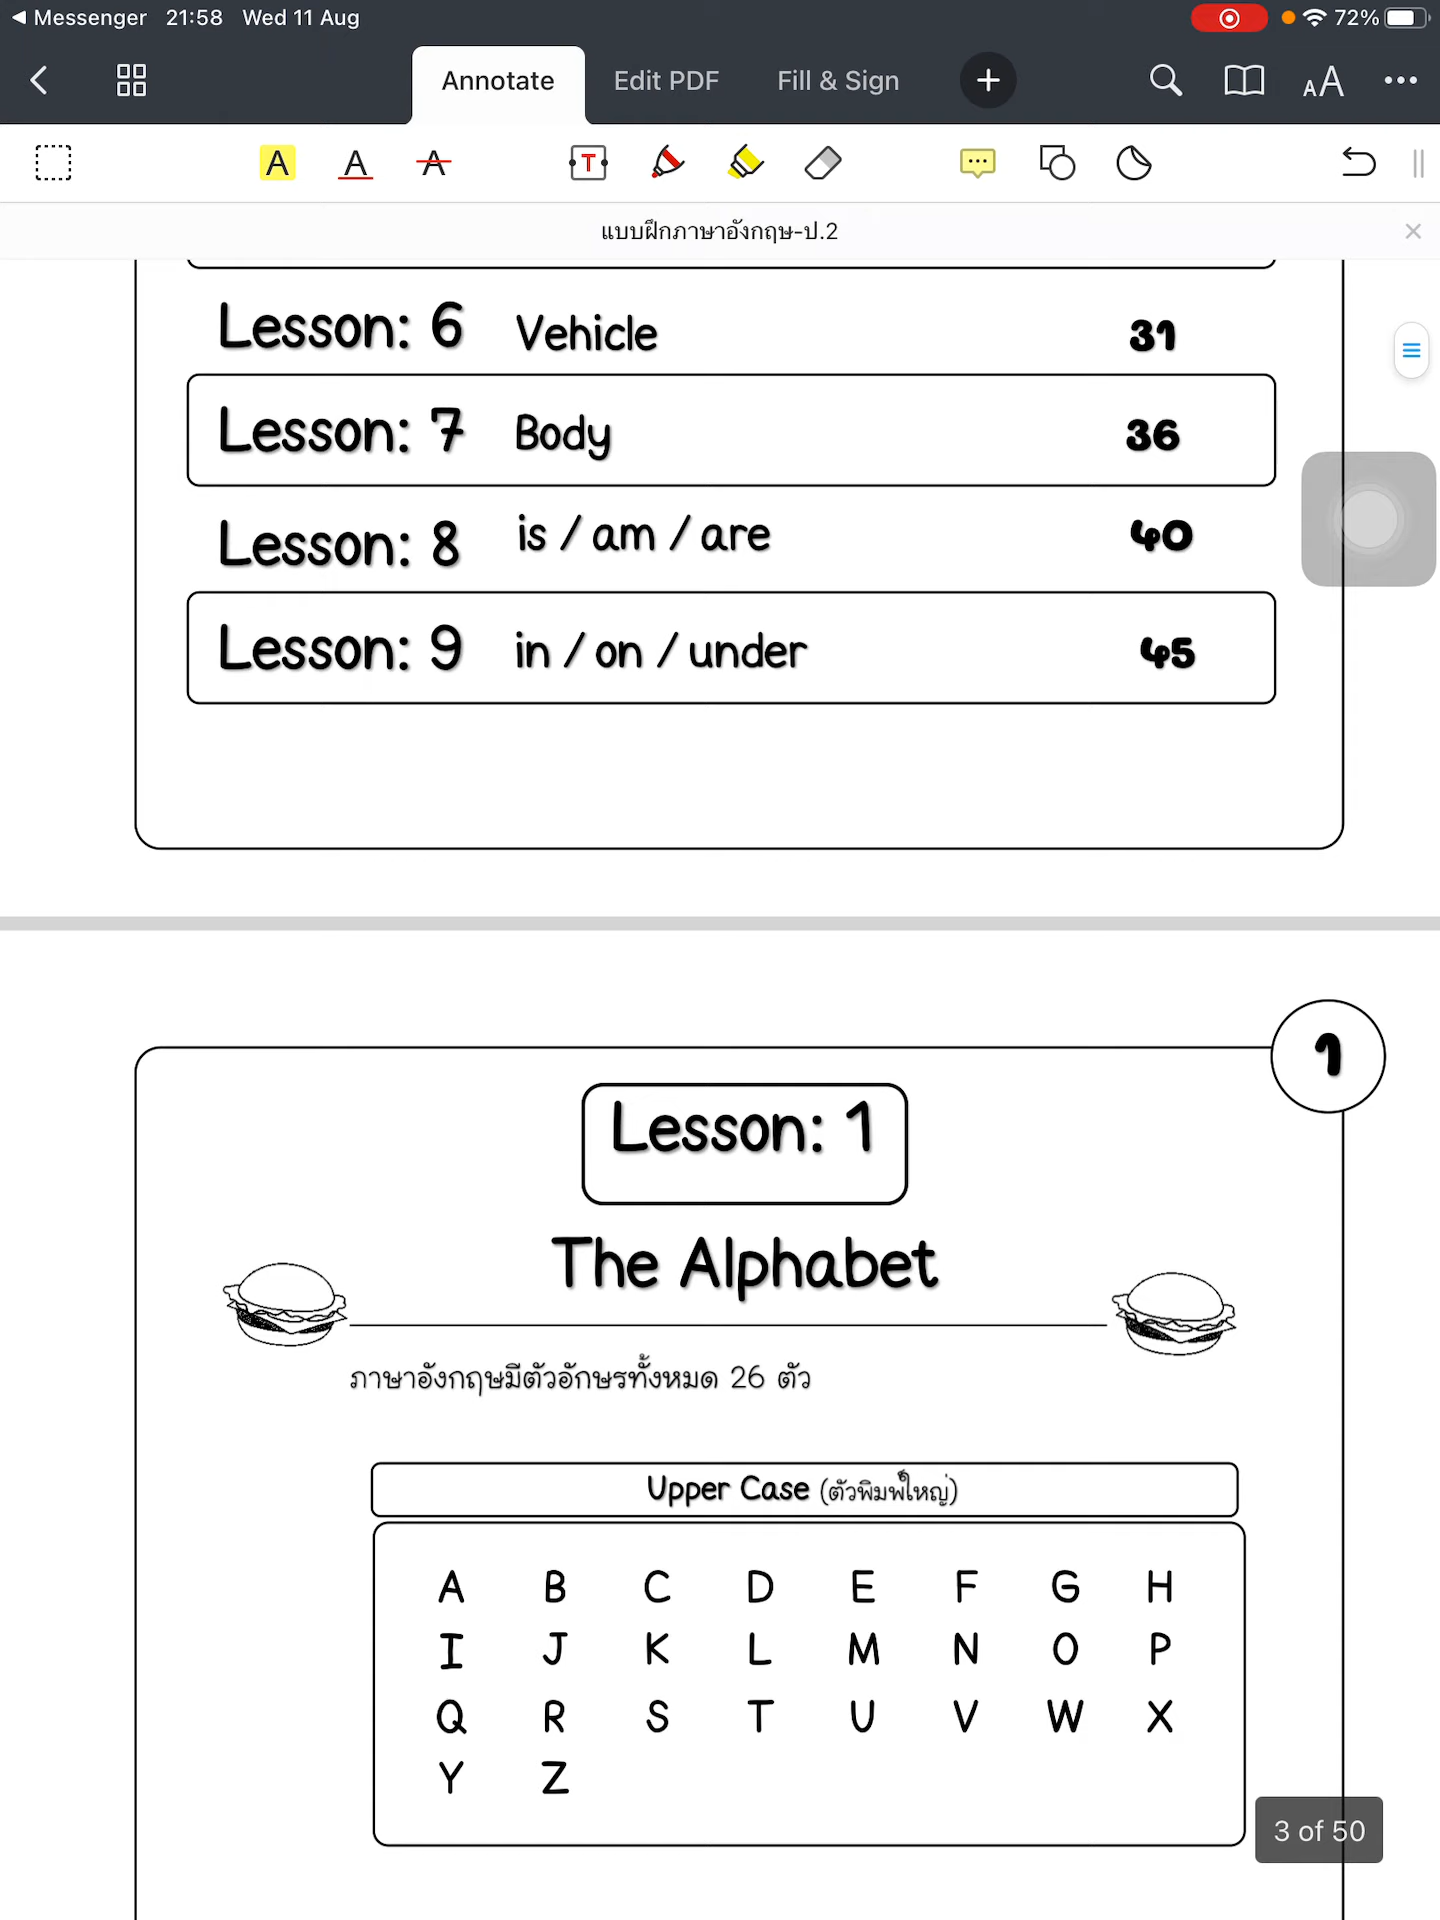 Messenger 21:58 Wed 11 Aug 72%
Annotate Edit PDF Fill & Sign AA
A A A T
แบบฝึกภาษาอังกฤษ-ป.2
Lesson: 6 Vehicle 31
Lesson: 7 Body 36
Lesson: 8 is / am / are 40
Lesson: 9 in / on / under 45
1
Lesson: 1
The Alphabet
ภาษาอังกฤษมีตัวอักษรทั้งหมด 26 ตัว
Upper Case (ตัวพิมพ์ใหญ่)
A B C D E F G H
I J K L M N O P
Q R S T U V W X
Y Z
3 of 50